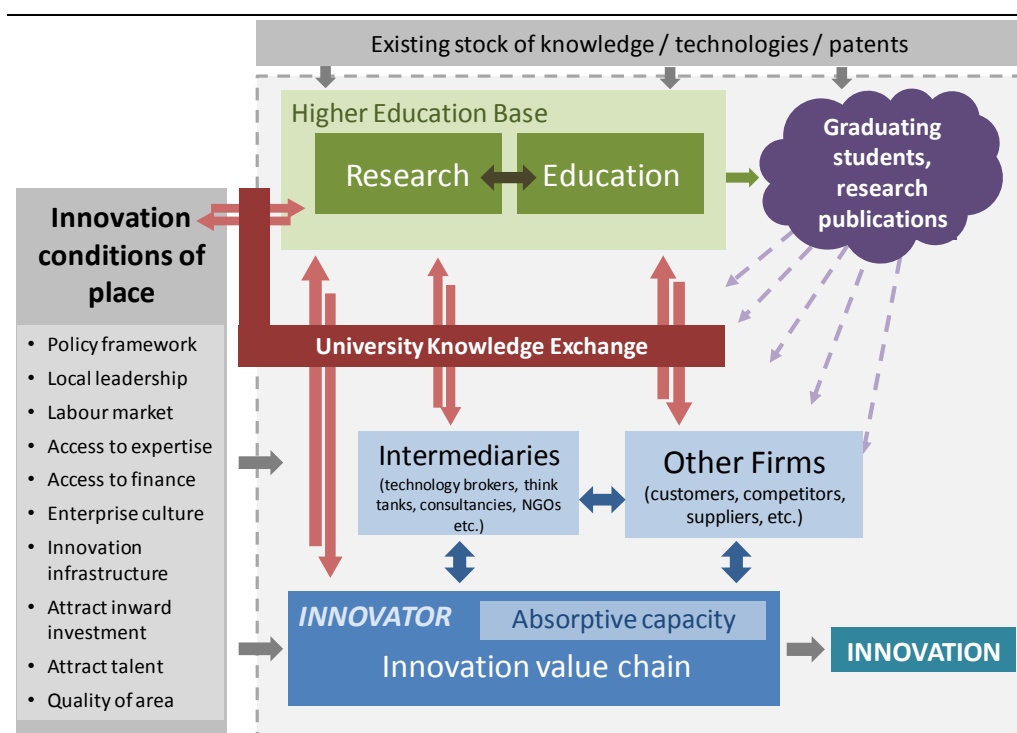 Existing stock of knowledge / technologies / patents
Higher Education Base
Research
Education
Graduating
students,
research
publications
Innovation
conditions of
place
• Policy framework
• Local leadership
• Labour market
• Access to expertise
• Access to finance
• Enterprise culture
• Innovation
infrastructure
• Attract inward
investment
• Attract talent
• Quality of area
University Knowledge Exchange
Intermediaries
(technology brokers, think
tanks, consultancies, NGOs
etc.)
Other Firms
(customers, competitors,
suppliers, etc.)
INNOVATOR
Absorptive capacity
Innovation value chain
INNOVATION